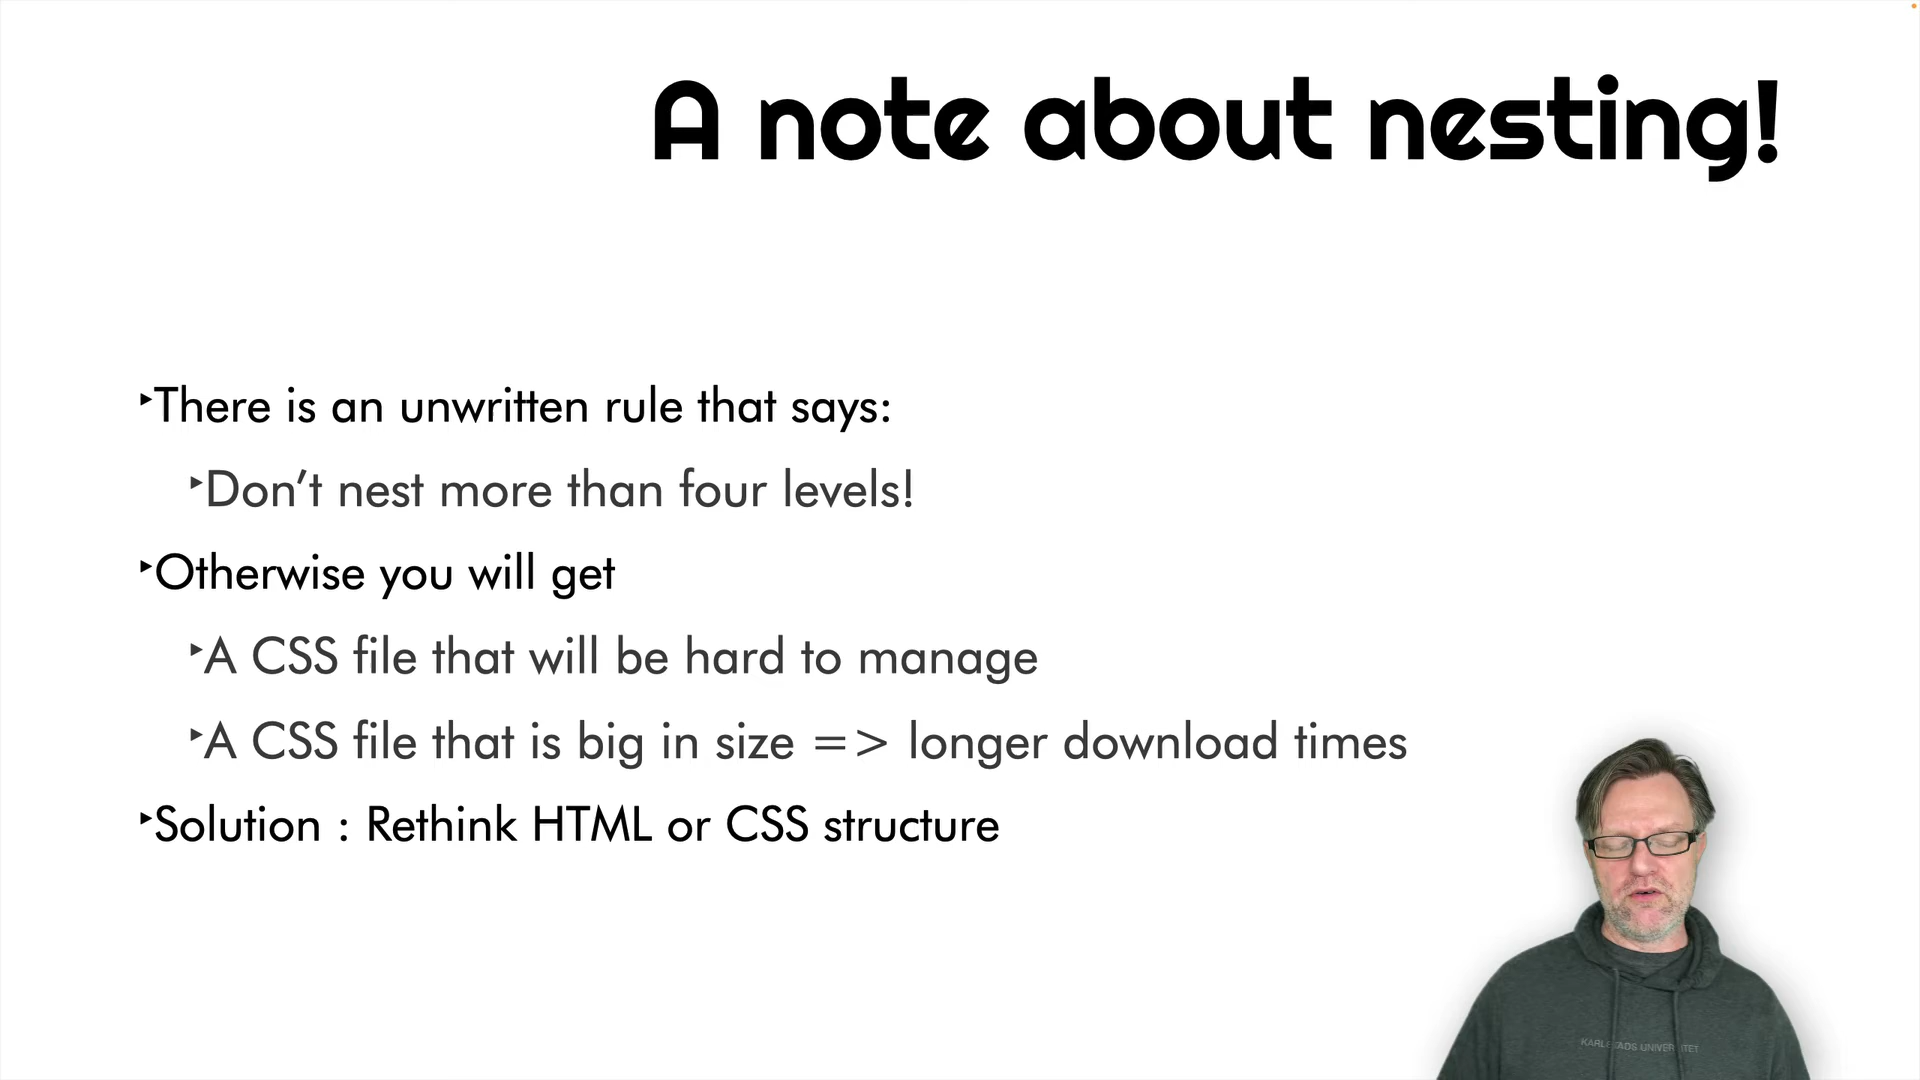 A note about nesting!
‣There is an unwritten rule that says:
‣Don’t nest more than four levels!
‣Otherwise you will get
‣A CSS file that will be hard to manage
‣A CSS file that is big in size => longer download times
‣Solution : Rethink HTML or CSS structure
KARLSTADS UNIVERSITET